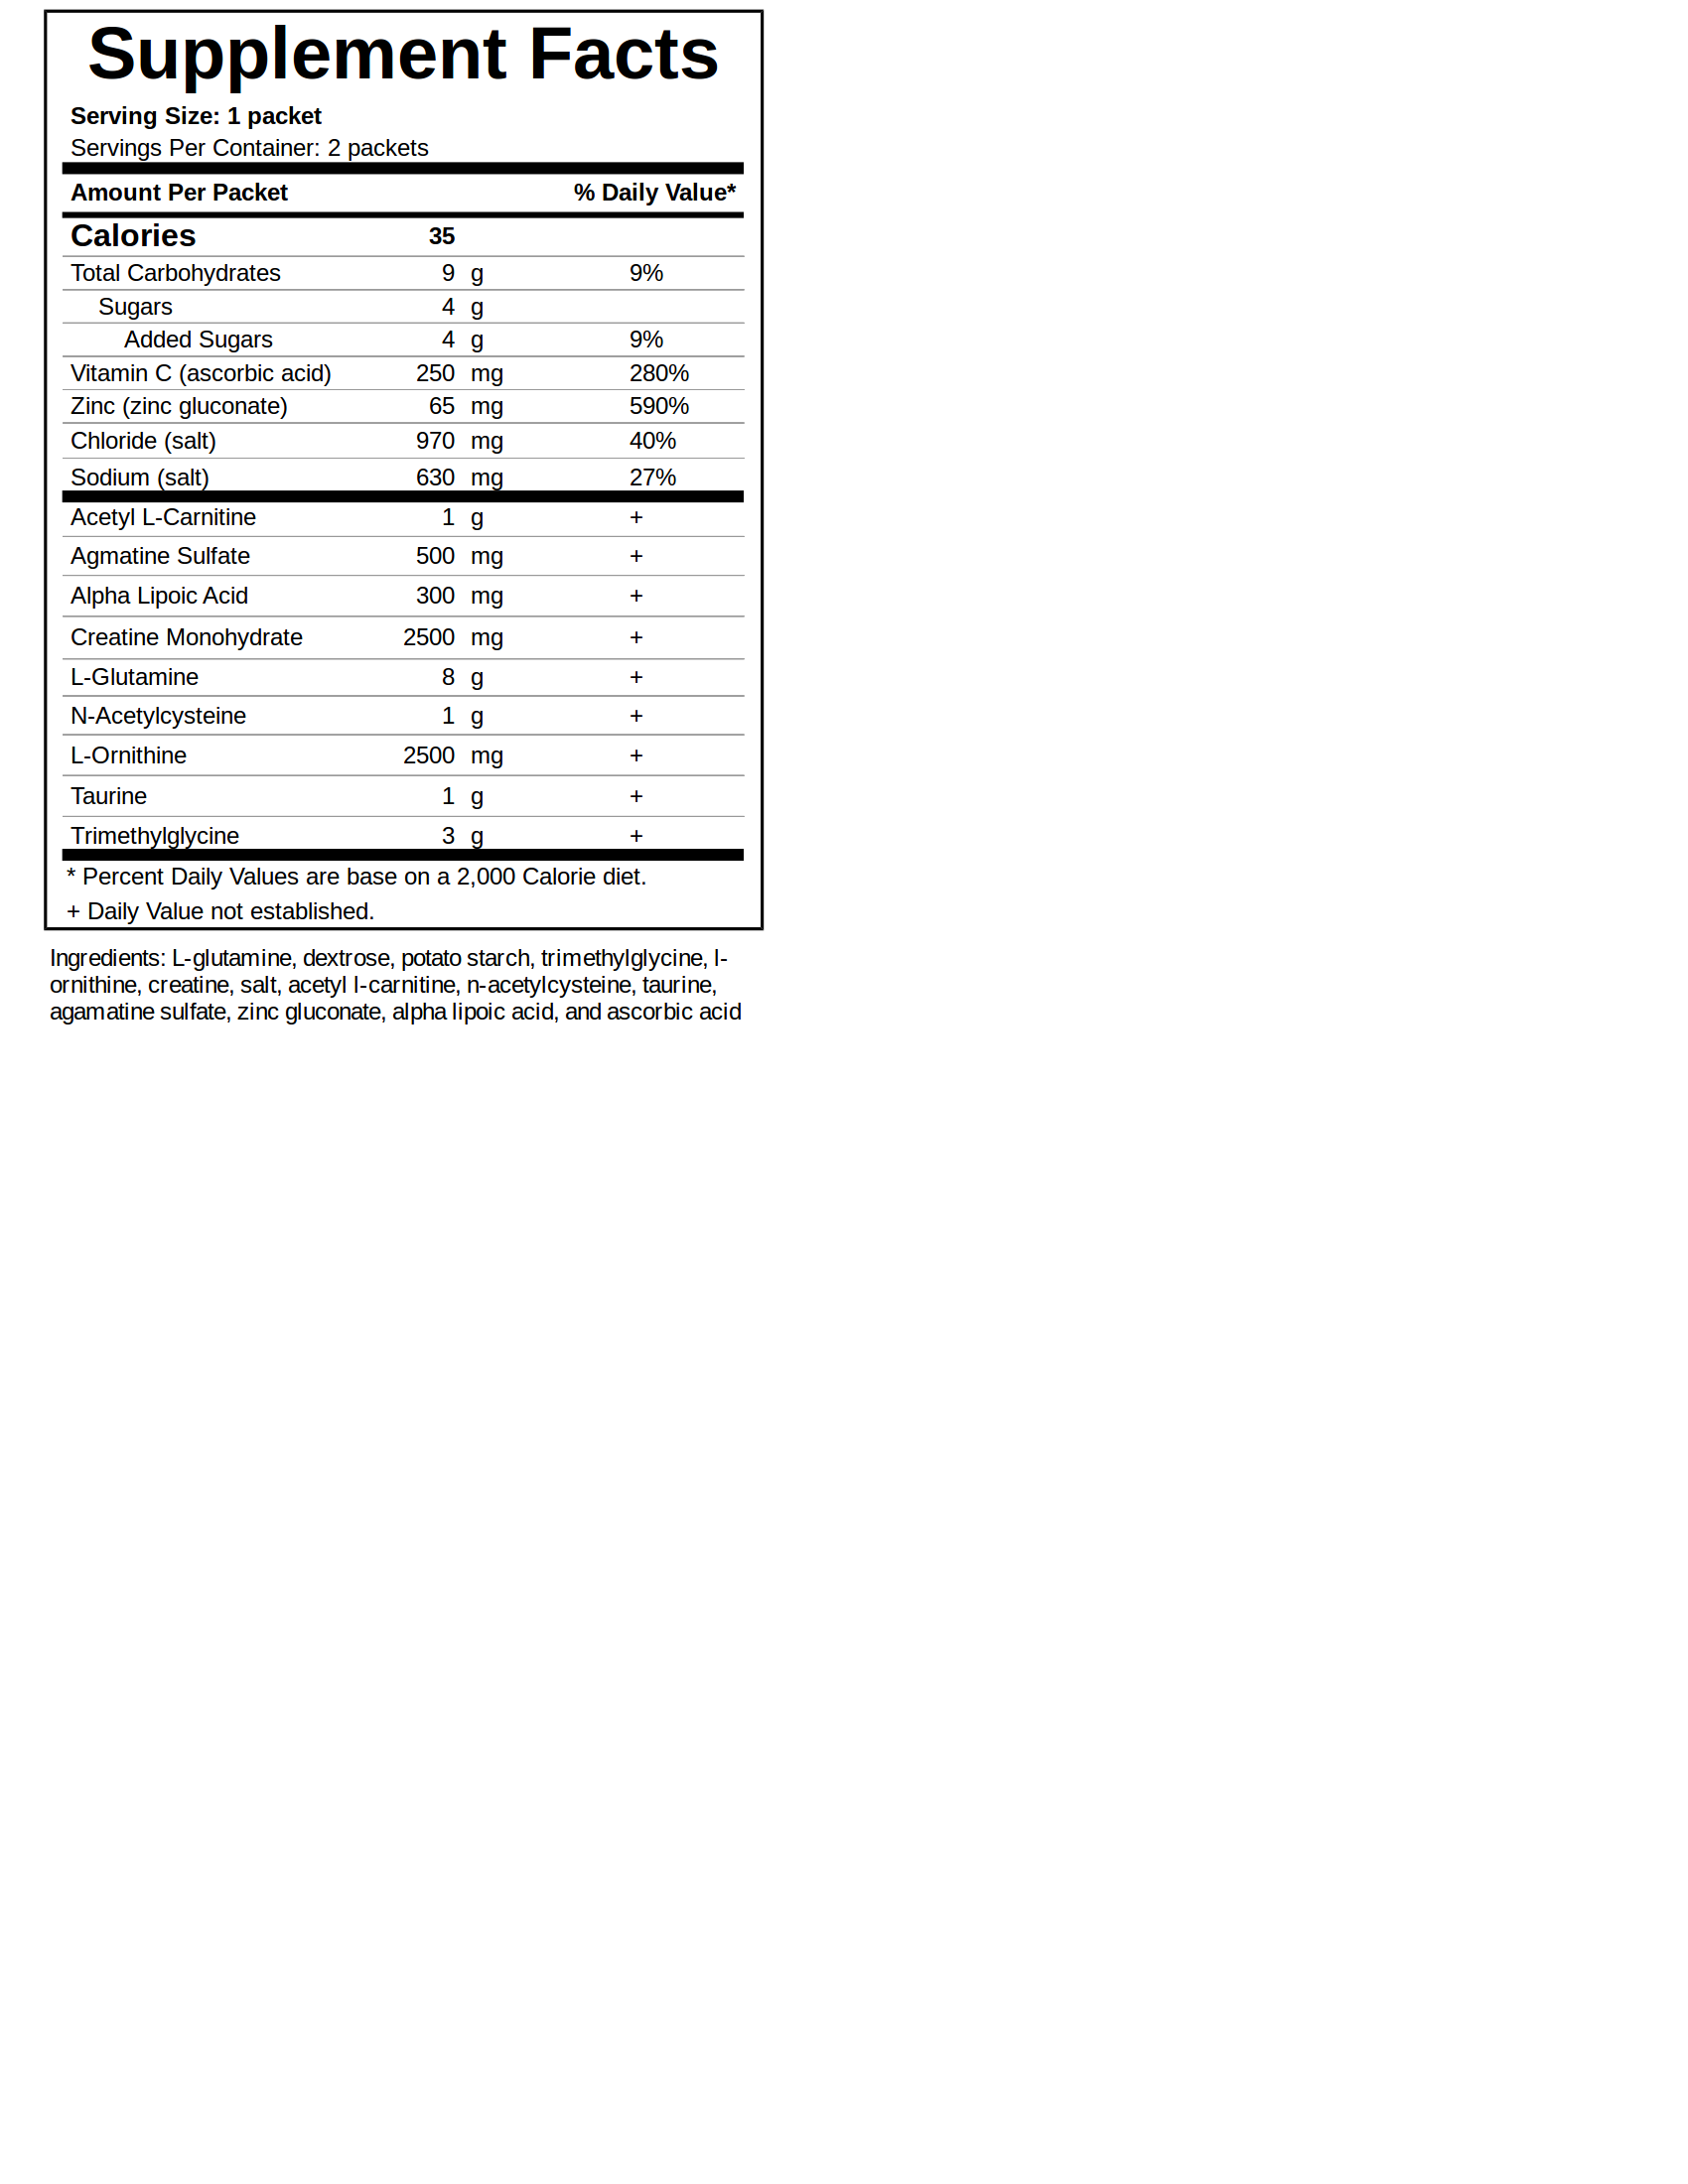 Supplement Facts
Serving Size: 1 packet
Servings Per Container: 2 packets
Amount Per Packet % Daily Value*
Calories 35
Total Carbohydrates 9 g 9%
Sugars 4 g
Added Sugars 4 g 9%
Vitamin C (ascorbic acid) 250 mg 280%
Zinc (zinc gluconate) 65 mg 590%
Chloride (salt) 970 mg 40%
Sodium (salt) 630 mg 27%
Acetyl L-Carnitine 1 g +
Agmatine Sulfate 500 mg +
Alpha Lipoic Acid 300 mg +
Creatine Monohydrate 2500 mg +
L-Glutamine 8 g +
N-Acetylcysteine 1 g +
L-Ornithine 2500 mg +
Taurine 1 g +
Trimethylglycine 3 g +
* Percent Daily Values are base on a 2,000 Calorie diet.
+ Daily Value not established.
Ingredients: L-glutamine, dextrose, potato starch, trimethylglycine, l-
ornithine, creatine, salt, acetyl l-carnitine, n-acetylcysteine, taurine,
agamatine sulfate, zinc gluconate, alpha lipoic acid, and ascorbic acid